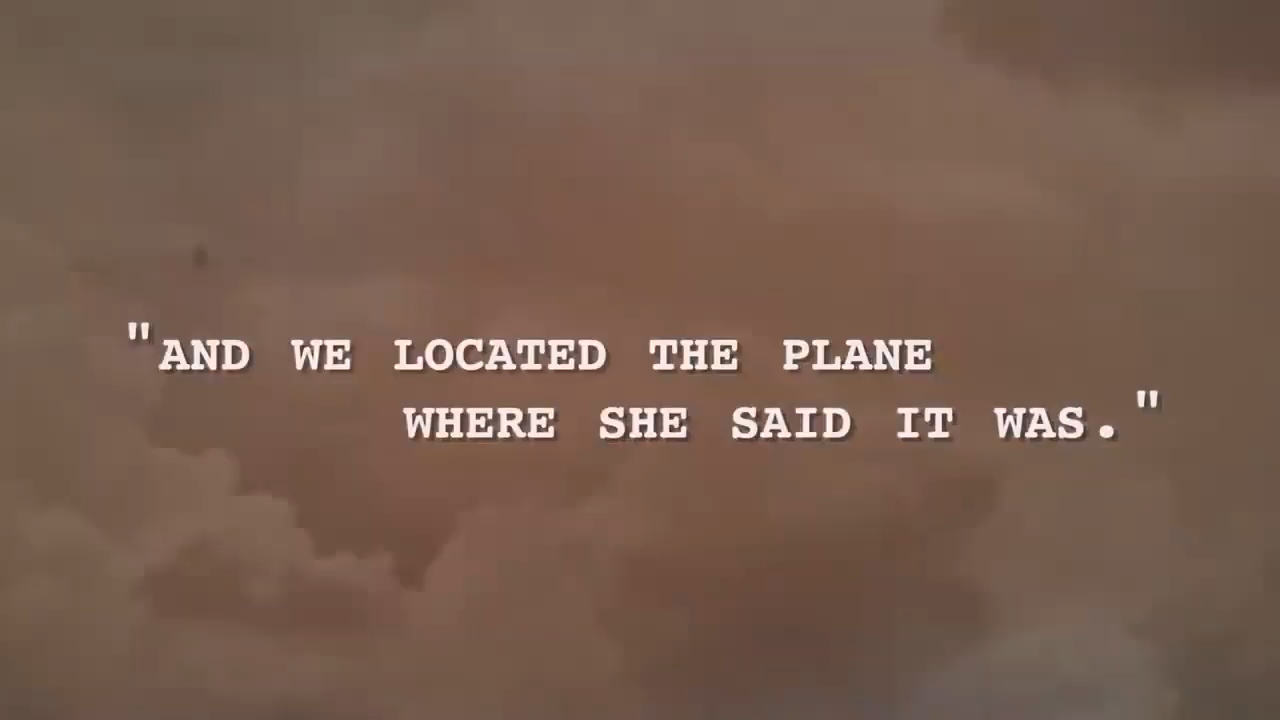 "AND WE LOCATED THE PLANE
WHERE SHE SAID IT WAS."